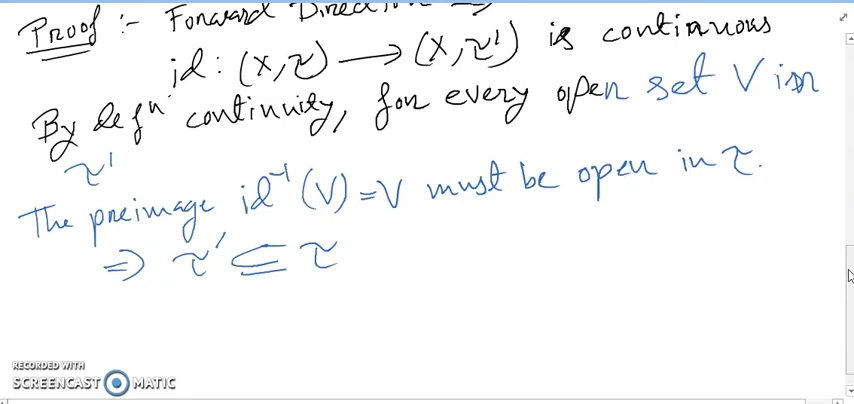 Proof :- Forward Direction ⇒
id : (X, τ) ⟶ (X, τ') is continuous
By defn continuity, for every open set V in
τ'
The preimage id⁻¹(V) = V must be open in τ.
⇒ τ' ⊆ τ
RECORDED WITH
SCREENCAST O MATIC